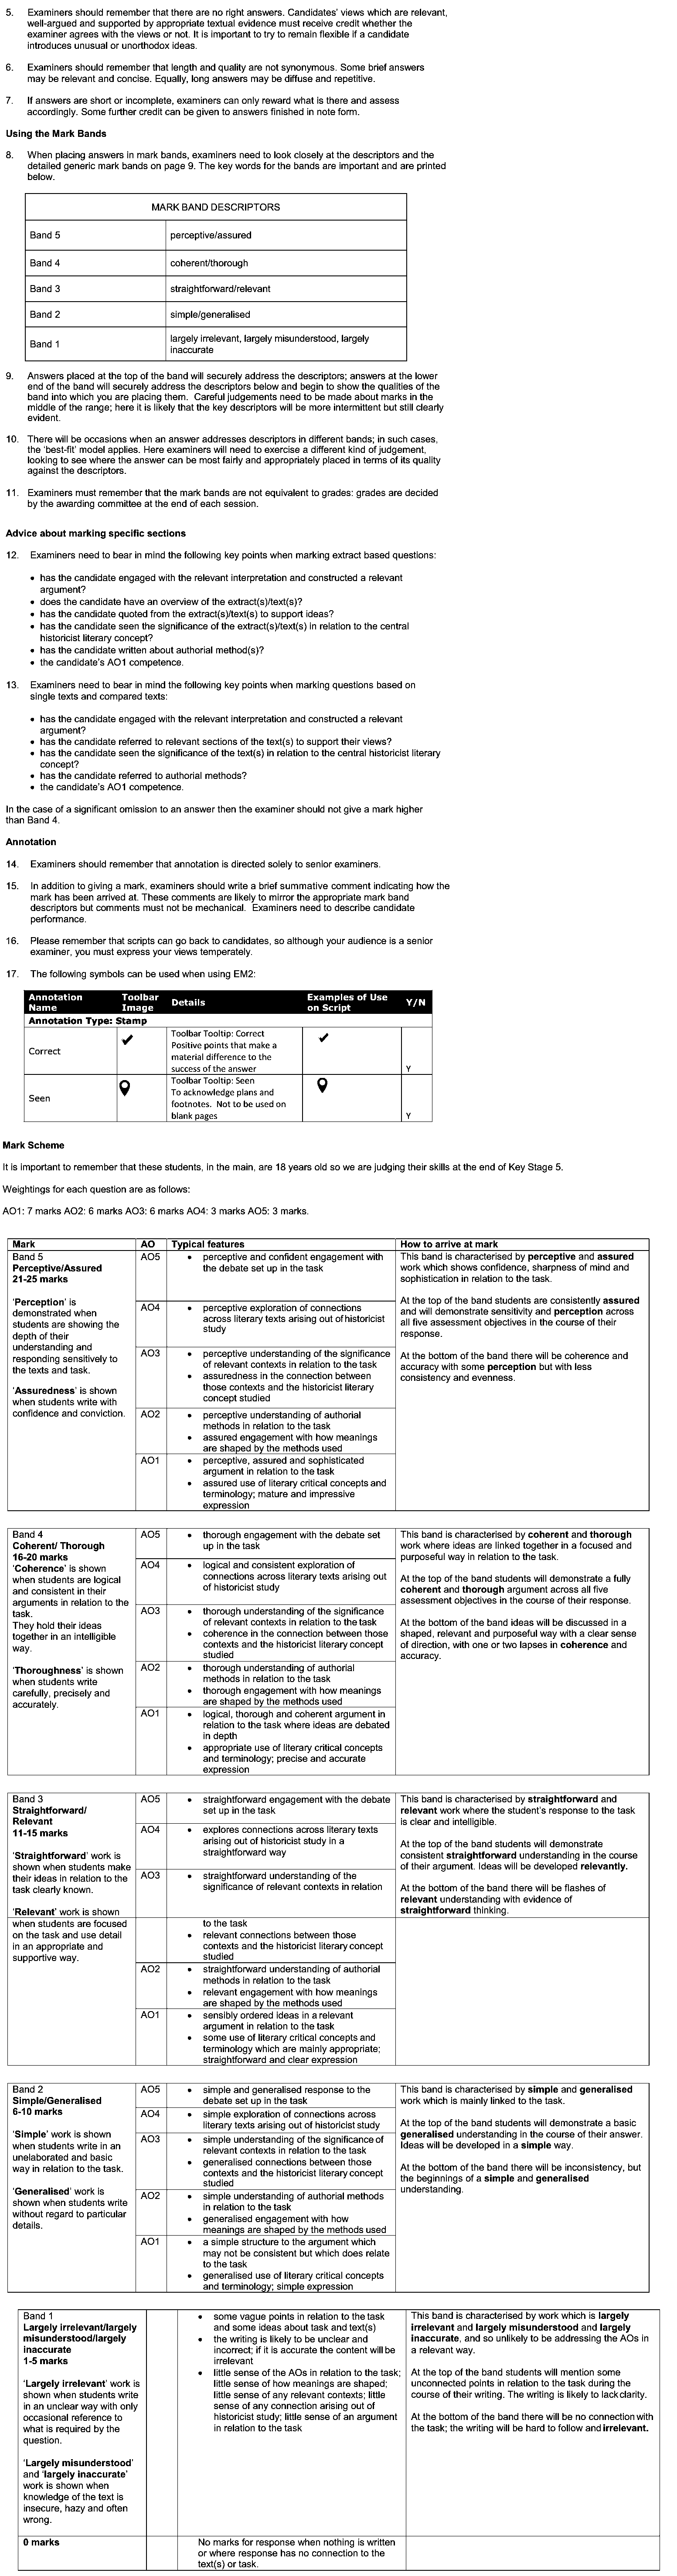 5. Examiners should remember that there are no right answers. Candidates' views which are relevant,
well-argued and supported by appropriate textual evidence must receive credit whether the
examiner agrees with the views or not. It is important to try to remain flexible if a candidate
introduces unusual or unorthodox ideas.
6. Examiners should remember that length and quality are not synonymous. Some brief answers
may be relevant and concise. Equally, long answers may be diffuse and repetitive.
7. If answers are short or incomplete, examiners can only reward what is there and assess
accordingly. Some further credit can be given to answers finished in note form.
Using the Mark Bands
8. When placing answers in mark bands, examiners need to look closely at the descriptors and the
detailed generic mark bands on page 9. The key words for the bands are important and are printed
below.
MARK BAND DESCRIPTORS
Band 5 perceptive/assured
Band 4 coherent/thorough
Band 3 straightforward/relevant
Band 2 simple/generalised
Band 1 largely irrelevant, largely misunderstood, largely
inaccurate
9. Answers placed at the top of the band will securely address the descriptors; answers at the lower
end of the band will securely address the descriptors below and begin to show the qualities of the
band into which you are placing them. Careful judgements need to be made about marks in the
middle of the range; here it is likely that the key descriptors will be more intermittent but still clearly
evident.
10. There will be occasions when an answer addresses descriptors in different bands; in such cases,
the 'best-fit' model applies. Here examiners will need to exercise a different kind of judgement,
looking to see where the answer can be most fairly and appropriately placed in terms of its quality
against the descriptors.
11. Examiners must remember that the mark bands are not equivalent to grades: grades are decided
by the awarding committee at the end of each session.
Advice about marking specific sections
12. Examiners need to bear in mind the following key points when marking extract based questions:
• has the candidate engaged with the relevant interpretation and constructed a relevant
argument?
• does the candidate have an overview of the extract(s)/text(s)?
• has the candidate quoted from the extract(s)/text(s) to support ideas?
• has the candidate seen the significance of the extract(s)/text(s) in relation to the central
historicist literary concept?
• has the candidate written about authorial method(s)?
• the candidate's AO1 competence.
13. Examiners need to bear in mind the following key points when marking questions based on
single texts and compared texts:
• has the candidate engaged with the relevant interpretation and constructed a relevant
argument?
• has the candidate referred to relevant sections of the text(s) to support their views?
• has the candidate seen the significance of the text(s) in relation to the central historicist literary
concept?
• has the candidate referred to authorial methods?
• the candidate's AO1 competence.
In the case of a significant omission to an answer then the examiner should not give a mark higher
than Band 4.
Annotation
14. Examiners should remember that annotation is directed solely to senior examiners.
15. In addition to giving a mark, examiners should write a brief summative comment indicating how the
mark has been arrived at. These comments are likely to mirror the appropriate mark band
descriptors but comments must not be mechanical. Examiners need to describe candidate
performance.
16. Please remember that scripts can go back to candidates, so although your audience is a senior
examiner, you must express your views temperately.
17. The following symbols can be used when using EM2:
Annotation Name Toolbar Image Details Examples of Use on Script Y/N
Annotation Type: Stamp
Correct ✔ Toolbar Tooltip: Correct
Positive points that make a
material difference to the
success of the answer ✔ Y
Seen Toolbar Tooltip: Seen
To acknowledge plans and
footnotes. Not to be used on
blank pages Y
Mark Scheme
It is important to remember that these students, in the main, are 18 years old so we are judging their skills at the end of Key Stage 5.
Weightings for each question are as follows:
AO1: 7 marks AO2: 6 marks AO3: 6 marks AO4: 3 marks AO5: 3 marks.
Mark AO Typical features How to arrive at mark
Band 5
Perceptive/Assured
21-25 marks
'Perception' is
demonstrated when
students are showing the
depth of their
understanding and
responding sensitively to
the texts and task.
'Assuredness' is shown
when students write with
confidence and conviction.
AO5
• perceptive and confident engagement with
the debate set up in the task
AO4
• perceptive exploration of connections
across literary texts arising out of historicist
study
AO3
• perceptive understanding of the significance
of relevant contexts in relation to the task
• assuredness in the connection between
those contexts and the historicist literary
concept studied
AO2
• perceptive understanding of authorial
methods in relation to the task
• assured engagement with how meanings
are shaped by the methods used
AO1
• perceptive, assured and sophisticated
argument in relation to the task
• assured use of literary critical concepts and
terminology; mature and impressive
expression
This band is characterised by perceptive and assured
work which shows confidence, sharpness of mind and
sophistication in relation to the task.
At the top of the band students are consistently assured
and will demonstrate sensitivity and perception across
all five assessment objectives in the course of their
response.
At the bottom of the band there will be coherence and
accuracy with some perception but with less
consistency and evenness.
Band 4
Coherent/ Thorough
16-20 marks
'Coherence' is shown
when students are logical
and consistent in their
arguments in relation to the
task.
They hold their ideas
together in an intelligible
way.
'Thoroughness' is shown
when students write
carefully, precisely and
accurately.
AO5
• thorough engagement with the debate set
up in the task
AO4
• logical and consistent exploration of
connections across literary texts arising out
of historicist study
AO3
• thorough understanding of the significance
of relevant contexts in relation to the task
• coherence in the connection between those
contexts and the historicist literary concept
studied
AO2
• thorough understanding of authorial
methods in relation to the task
• thorough engagement with how meanings
are shaped by the methods used
AO1
• logical, thorough and coherent argument in
relation to the task where ideas are debated
in depth
• appropriate use of literary critical concepts
and terminology; precise and accurate
expression
This band is characterised by coherent and thorough
work where ideas are linked together in a focused and
purposeful way in relation to the task.
At the top of the band students will demonstrate a fully
coherent and thorough argument across all five
assessment objectives in the course of their response.
At the bottom of the band ideas will be discussed in a
shaped, relevant and purposeful way with a clear sense
of direction, with one or two lapses in coherence and
accuracy.
Band 3
Straightforward/
Relevant
11-15 marks
'Straightforward' work is
shown when students make
their ideas in relation to the
task clearly known.
'Relevant' work is shown
when students are focused
on the task and use detail
in an appropriate and
supportive way.
AO5
• straightforward engagement with the debate
set up in the task
AO4
• explores connections across literary texts
arising out of historicist study in a
straightforward way
AO3
• straightforward understanding of the
significance of relevant contexts in relation
to the task
• relevant connections between those
contexts and the historicist literary concept
studied
AO2
• straightforward understanding of authorial
methods in relation to the task
• relevant engagement with how meanings
are shaped by the methods used
AO1
• sensibly ordered ideas in a relevant
argument in relation to the task
• some use of literary critical concepts and
terminology which are mainly appropriate;
straightforward and clear expression
This band is characterised by straightforward and
relevant work where the student's response to the task
is clear and intelligible.
At the top of the band students will demonstrate
consistent straightforward understanding in the course
of their argument. Ideas will be developed relevantly.
At the bottom of the band there will be flashes of
relevant understanding with evidence of
straightforward thinking.
Band 2
Simple/Generalised
6-10 marks
'Simple' work is shown
when students write in an
unelaborated and basic
way in relation to the task.
'Generalised' work is
shown when students write
without regard to particular
details.
AO5
• simple and generalised response to the
debate set up in the task
AO4
• simple exploration of connections across
literary texts arising out of historicist study
AO3
• simple understanding of the significance of
relevant contexts in relation to the task
• generalised connections between those
contexts and the historicist literary concept
studied
AO2
• simple understanding of authorial methods
in relation to the task
• generalised engagement with how
meanings are shaped by the methods used
AO1
• a simple structure to the argument which
may not be consistent but which does relate
to the task
• generalised use of literary critical concepts
and terminology; simple expression
This band is characterised by simple and generalised
work which is mainly linked to the task.
At the top of the band students will demonstrate a basic
generalised understanding in the course of their answer.
Ideas will be developed in a simple way.
At the bottom of the band there will be inconsistency, but
the beginnings of a simple and generalised
understanding.
Band 1
Largely irrelevant/largely
misunderstood/largely
inaccurate
1-5 marks
'Largely irrelevant' work is
shown when students write
in an unclear way with only
occasional reference to
what is required by the
question.
'Largely misunderstood'
and 'largely inaccurate'
work is shown when
knowledge of the text is
insecure, hazy and often
wrong.
• some vague points in relation to the task
and some ideas about task and text(s)
• the writing is likely to be unclear and
incorrect; if it is accurate the content will be
irrelevant
• little sense of the AOs in relation to the task;
little sense of how meanings are shaped;
little sense of any relevant contexts; little
sense of any connection arising out of
historicist study; little sense of an argument
in relation to the task
This band is characterised by work which is largely
irrelevant and largely misunderstood and largely
inaccurate, and so unlikely to be addressing the AOs in
a relevant way.
At the top of the band students will mention some
unconnected points in relation to the task during the
course of their writing. The writing is likely to lack clarity.
At the bottom of the band there will be no connection with
the task; the writing will be hard to follow and irrelevant.
0 marks
No marks for response when nothing is written
or where response has no connection to the
text(s) or task.